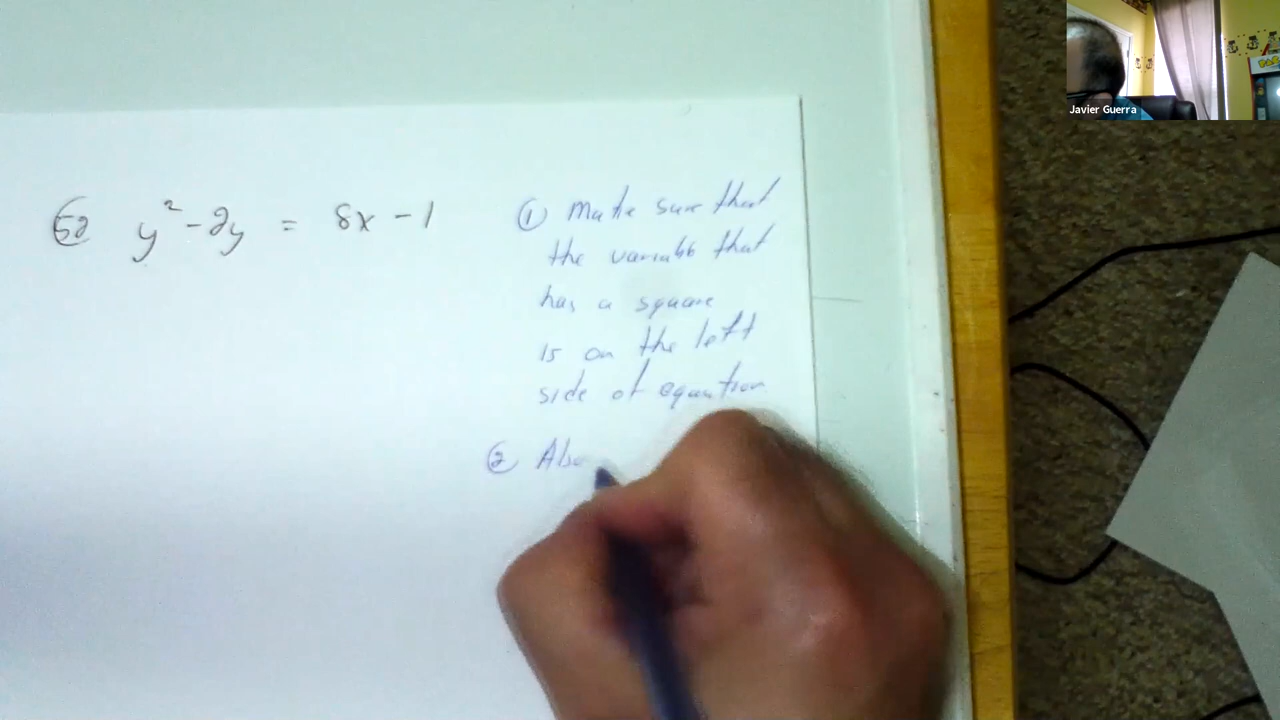 52 y² - 2y = 8x - 1
① Make sure that
the variable that
has a square
is on the left
side of equation
② Also
Javier Guerra